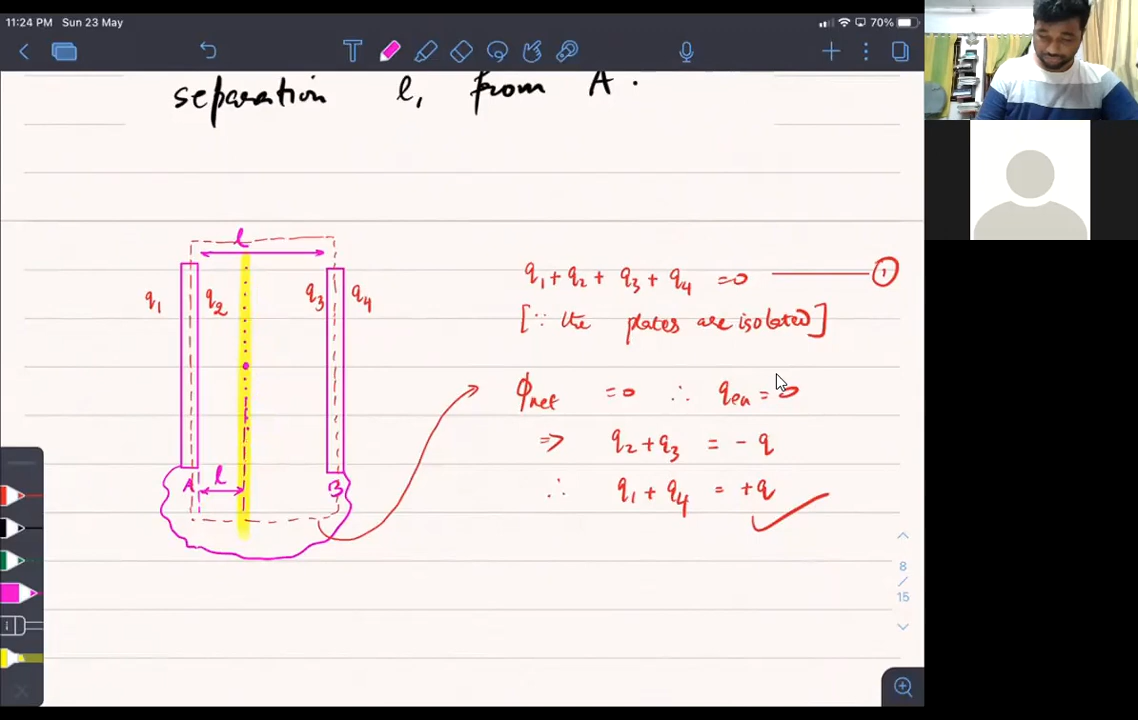 11:24 PM Sun 23 May
70%
T
separation l, from A.
l
q1 q2 q3 q4
A l B
q1 + q2 + q3 + q4 = 0 ——— ①
[∵ the plates are isolated]
ϕnet = 0 ∴ qen = 0
⇒ q2 + q3 = - q
∴ q1 + q4 = + q
8
/
15